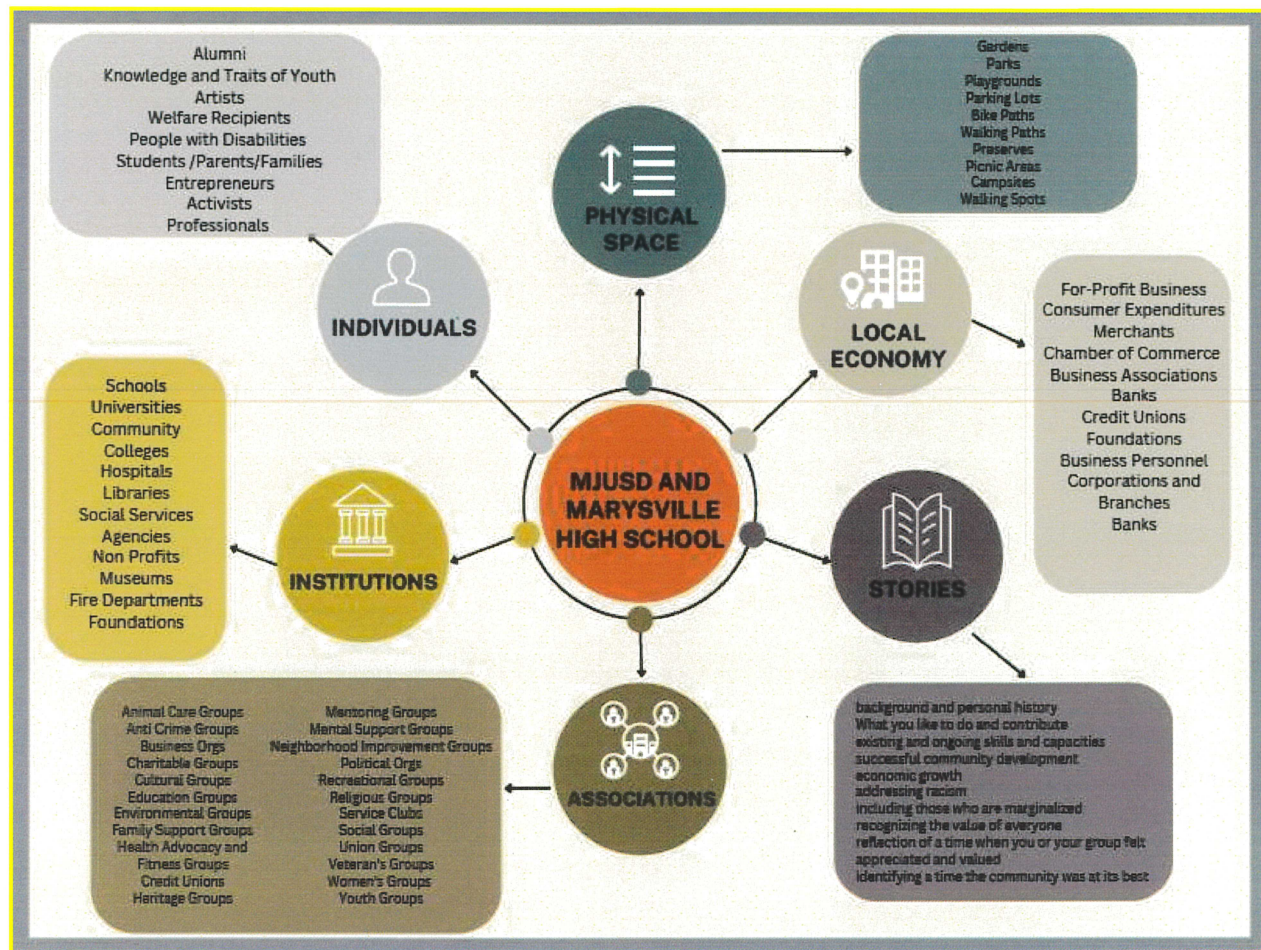 Alumni
Knowledge and Traits of Youth
Artists
Welfare Recipients
People with Disabilities
Students /Parents/Families
Entrepreneurs
Activists
Professionals
INDIVIDUALS
PHYSICAL
SPACE
Gardens
Parks
Playgrounds
Parking Lots
Bike Paths
Walking Paths
Preserves
Picnic Areas
Campsites
Walking Spots
LOCAL
ECONOMY
For-Profit Business
Consumer Expenditures
Merchants
Chamber of Commerce
Business Associations
Banks
Credit Unions
Foundations
Business Personnel
Corporations and
Branches
Banks
MJUSD AND
MARYSVILLE
HIGH SCHOOL
Schools
Universities
Community
Colleges
Hospitals
Libraries
Social Services
Agencies
Non Profits
Museums
Fire Departments
Foundations
INSTITUTIONS
STORIES
background and personal history
What you like to do and contribute
existing and ongoing skills and capacities
successful community development
economic growth
addressing racism
including those who are marginalized
recognizing the value of everyone
reflection of a time when you or your group felt
appreciated and valued
identifying a time the community was at its best
ASSOCIATIONS
Animal Care Groups
Anti Crime Groups
Business Orgs
Charitable Groups
Cultural Groups
Education Groups
Environmental Groups
Family Support Groups
Health Advocacy and
Fitness Groups
Credit Unions
Heritage Groups
Mentoring Groups
Mental Support Groups
Neighborhood Improvement Groups
Political Orgs
Recreational Groups
Religious Groups
Service Clubs
Social Groups
Union Groups
Veteran's Groups
Women's Groups
Youth Groups